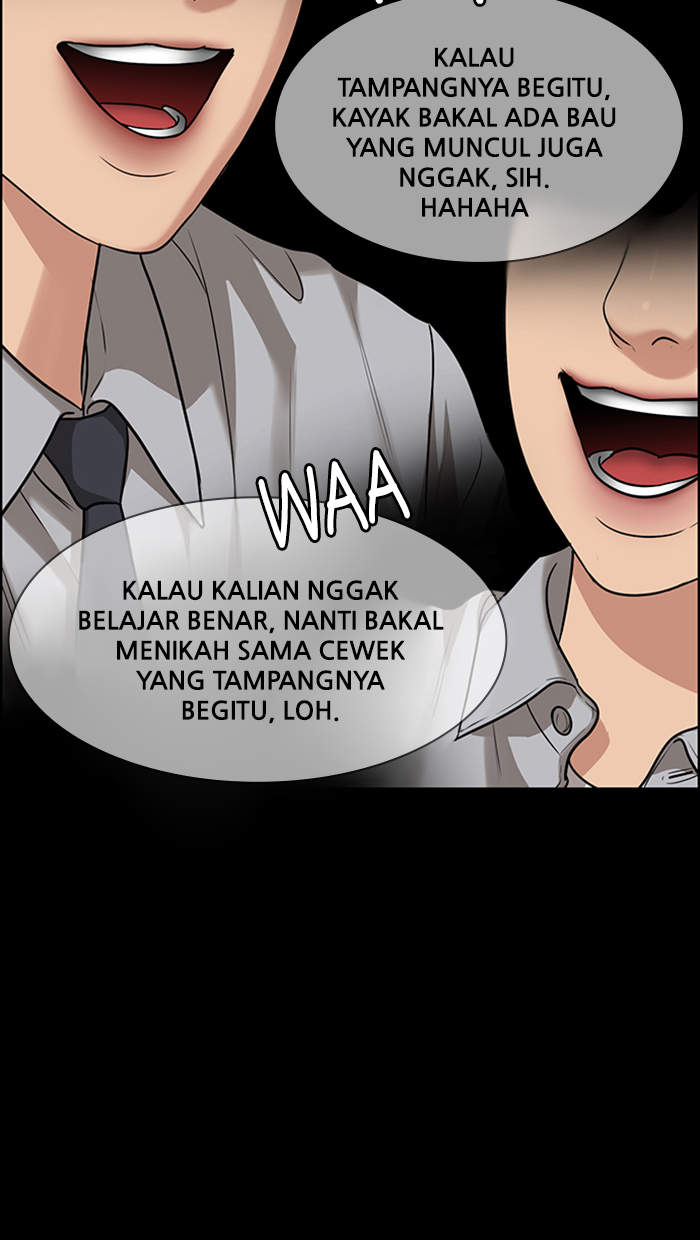 KALAU
TAMPANGNYA BEGITU,
KAYAK BAKAL ADA BAU
YANG MUNCUL JUGA
NGGAK, SIH.
HAHAHA
WAA
KALAU KALIAN NGGAK
BELAJAR BENAR, NANTI BAKAL
MENIKAH SAMA CEWEK
YANG TAMPANGNYA
BEGITU, LOH.